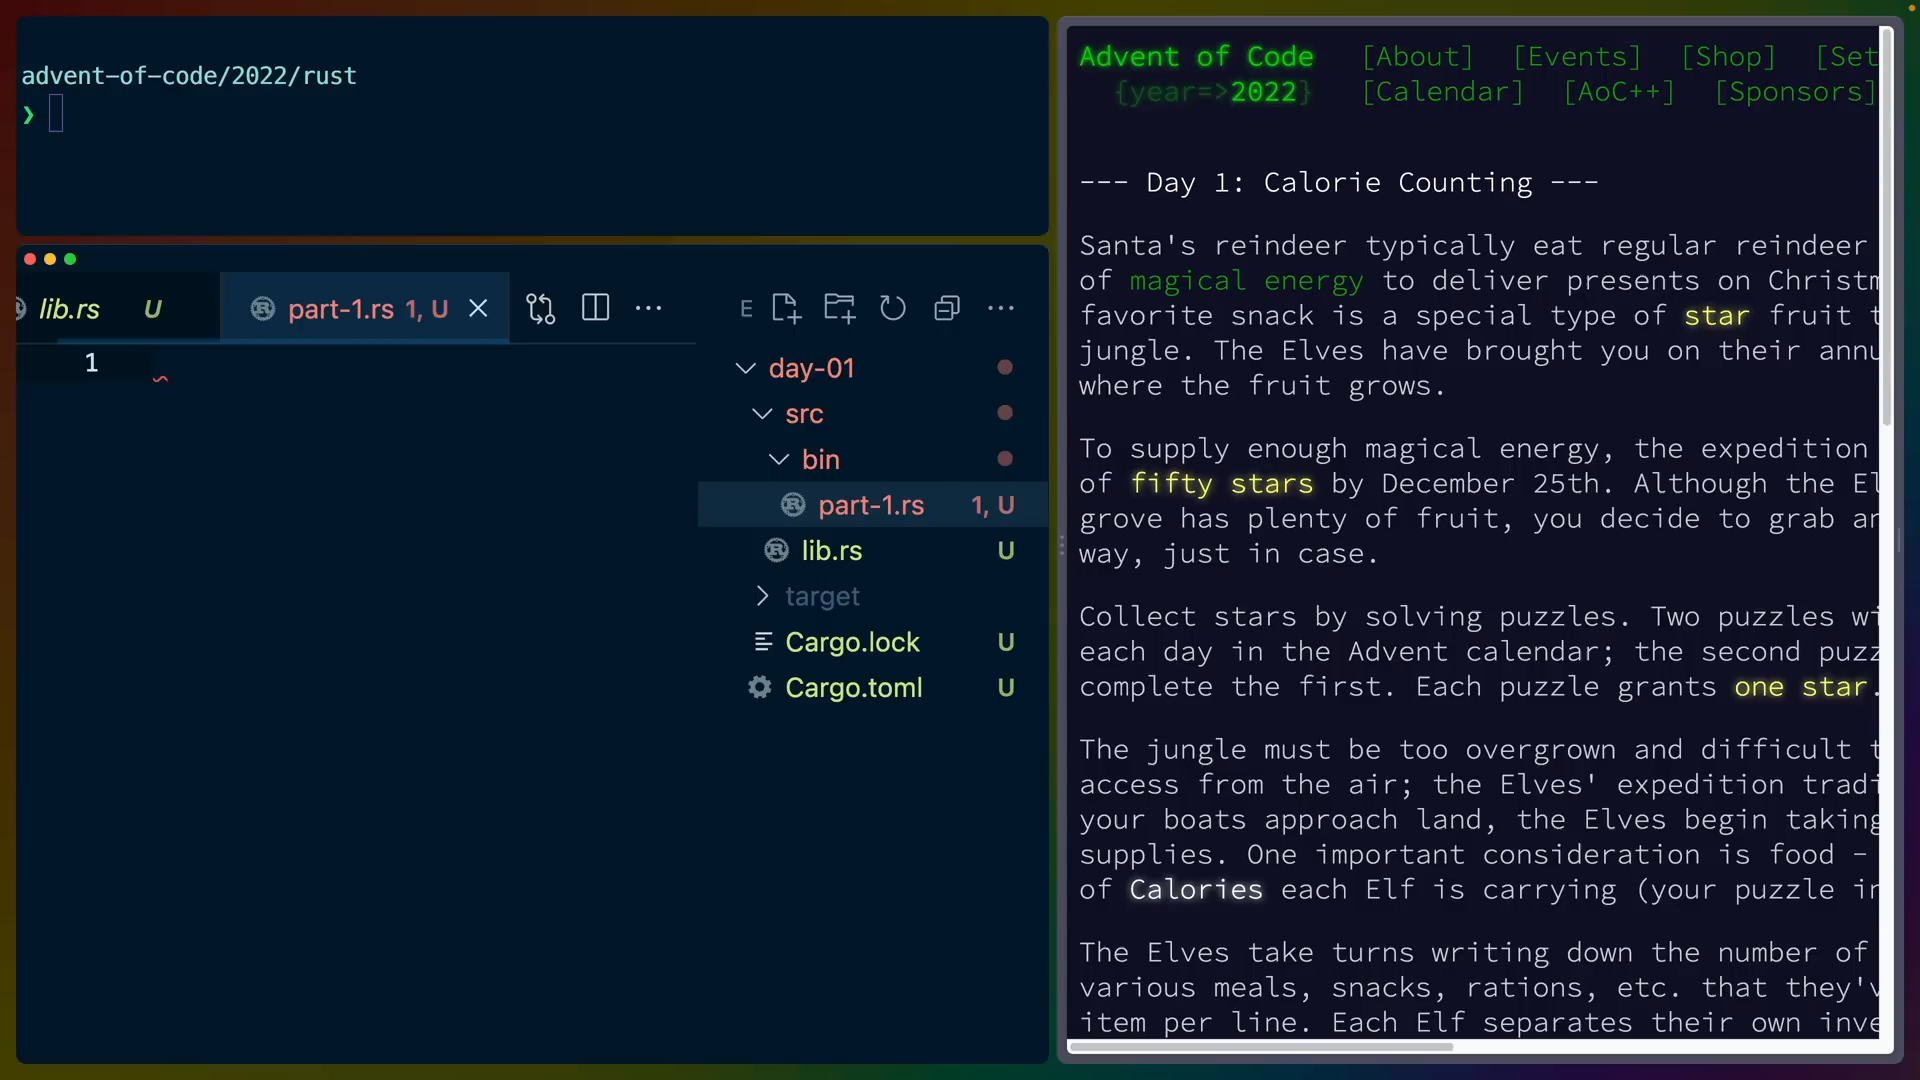 advent-of-code/2022/rust
❯
lib.rs U
part-1.rs 1, U
1
E
day-01
src
bin
part-1.rs 1, U
lib.rs U
target
Cargo.lock U
Cargo.toml U
Advent of Code [About] [Events] [Shop] [Set
{year=>2022} [Calendar] [AoC++] [Sponsors]
--- Day 1: Calorie Counting ---
Santa's reindeer typically eat regular reindeer
of magical energy to deliver presents on Christm
favorite snack is a special type of star fruit t
jungle. The Elves have brought you on their annu
where the fruit grows.
To supply enough magical energy, the expedition
of fifty stars by December 25th. Although the El
grove has plenty of fruit, you decide to grab an
way, just in case.
Collect stars by solving puzzles. Two puzzles wi
each day in the Advent calendar; the second puzz
complete the first. Each puzzle grants one star.
The jungle must be too overgrown and difficult t
access from the air; the Elves' expedition tradi
your boats approach land, the Elves begin taking
supplies. One important consideration is food -
of Calories each Elf is carrying (your puzzle in
The Elves take turns writing down the number of
various meals, snacks, rations, etc. that they'v
item per line. Each Elf separates their own inve